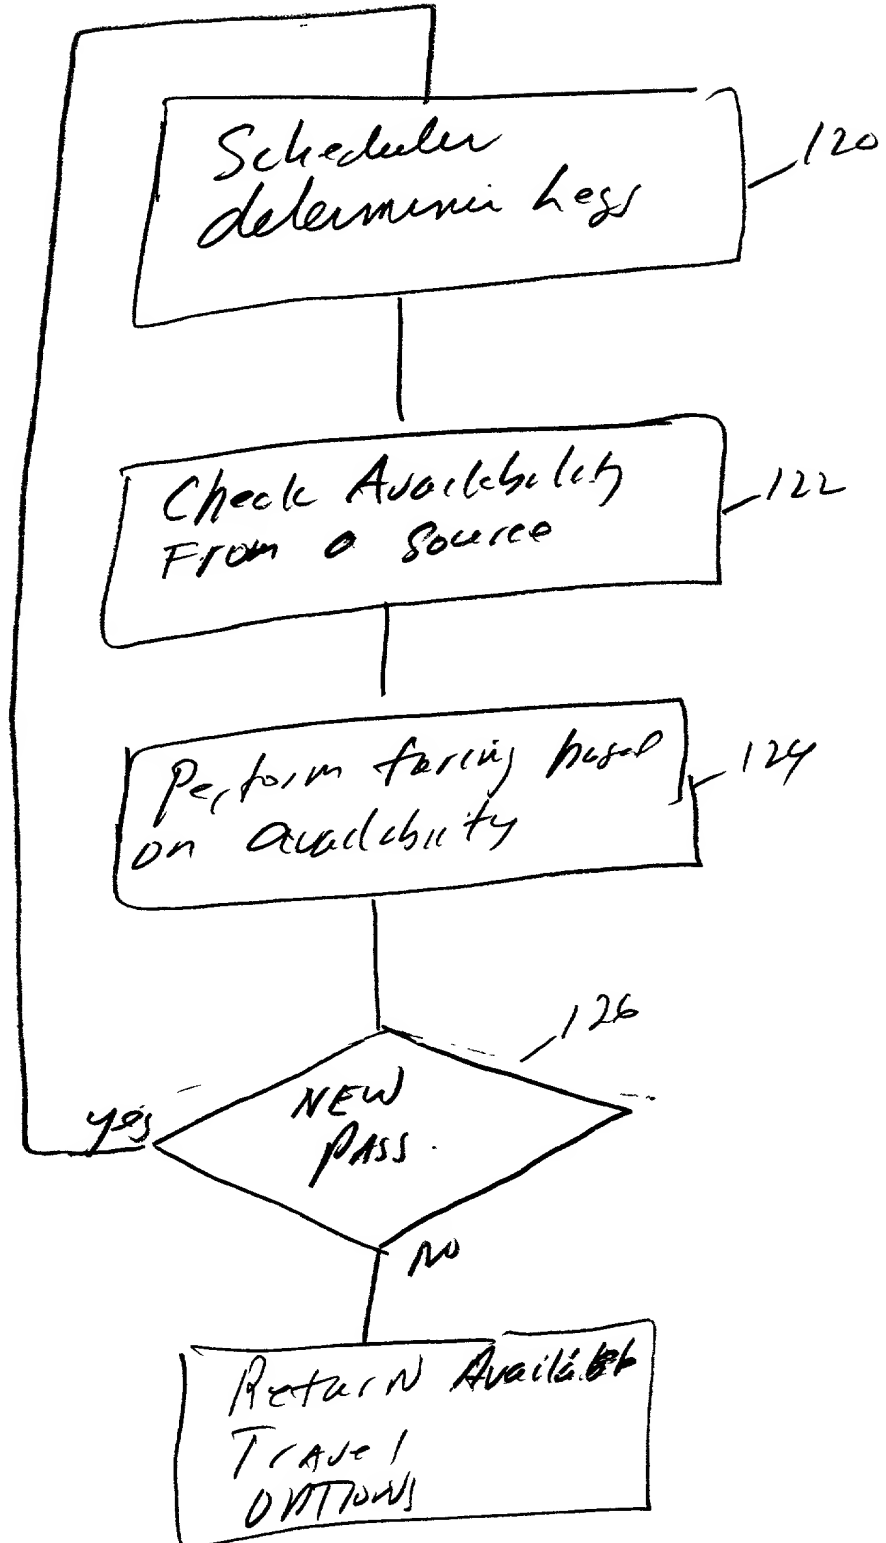 Scheduler
determines Legs
120
Check Availability
From a Source
122
Perform faring based
on availability
124
126
NEW
PASS.
yes
NO
Return Available
Travel
OPTIONS